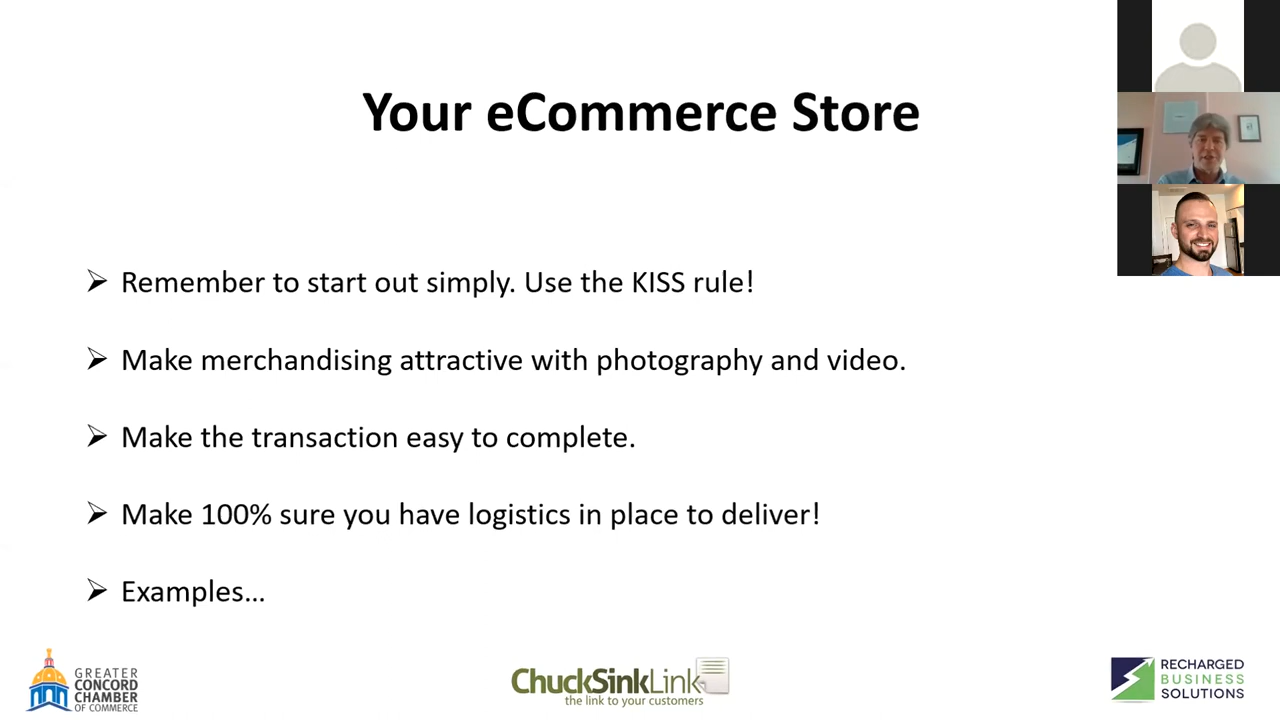 Your eCommerce Store
➢ Remember to start out simply. Use the KISS rule!
➢ Make merchandising attractive with photography and video.
➢ Make the transaction easy to complete.
➢ Make 100% sure you have logistics in place to deliver!
➢ Examples...
GREATER
CONCORD
CHAMBER
OF COMMERCE
ChuckSinkLink
the link to your customers
RECHARGED
BUSINESS
SOLUTIONS